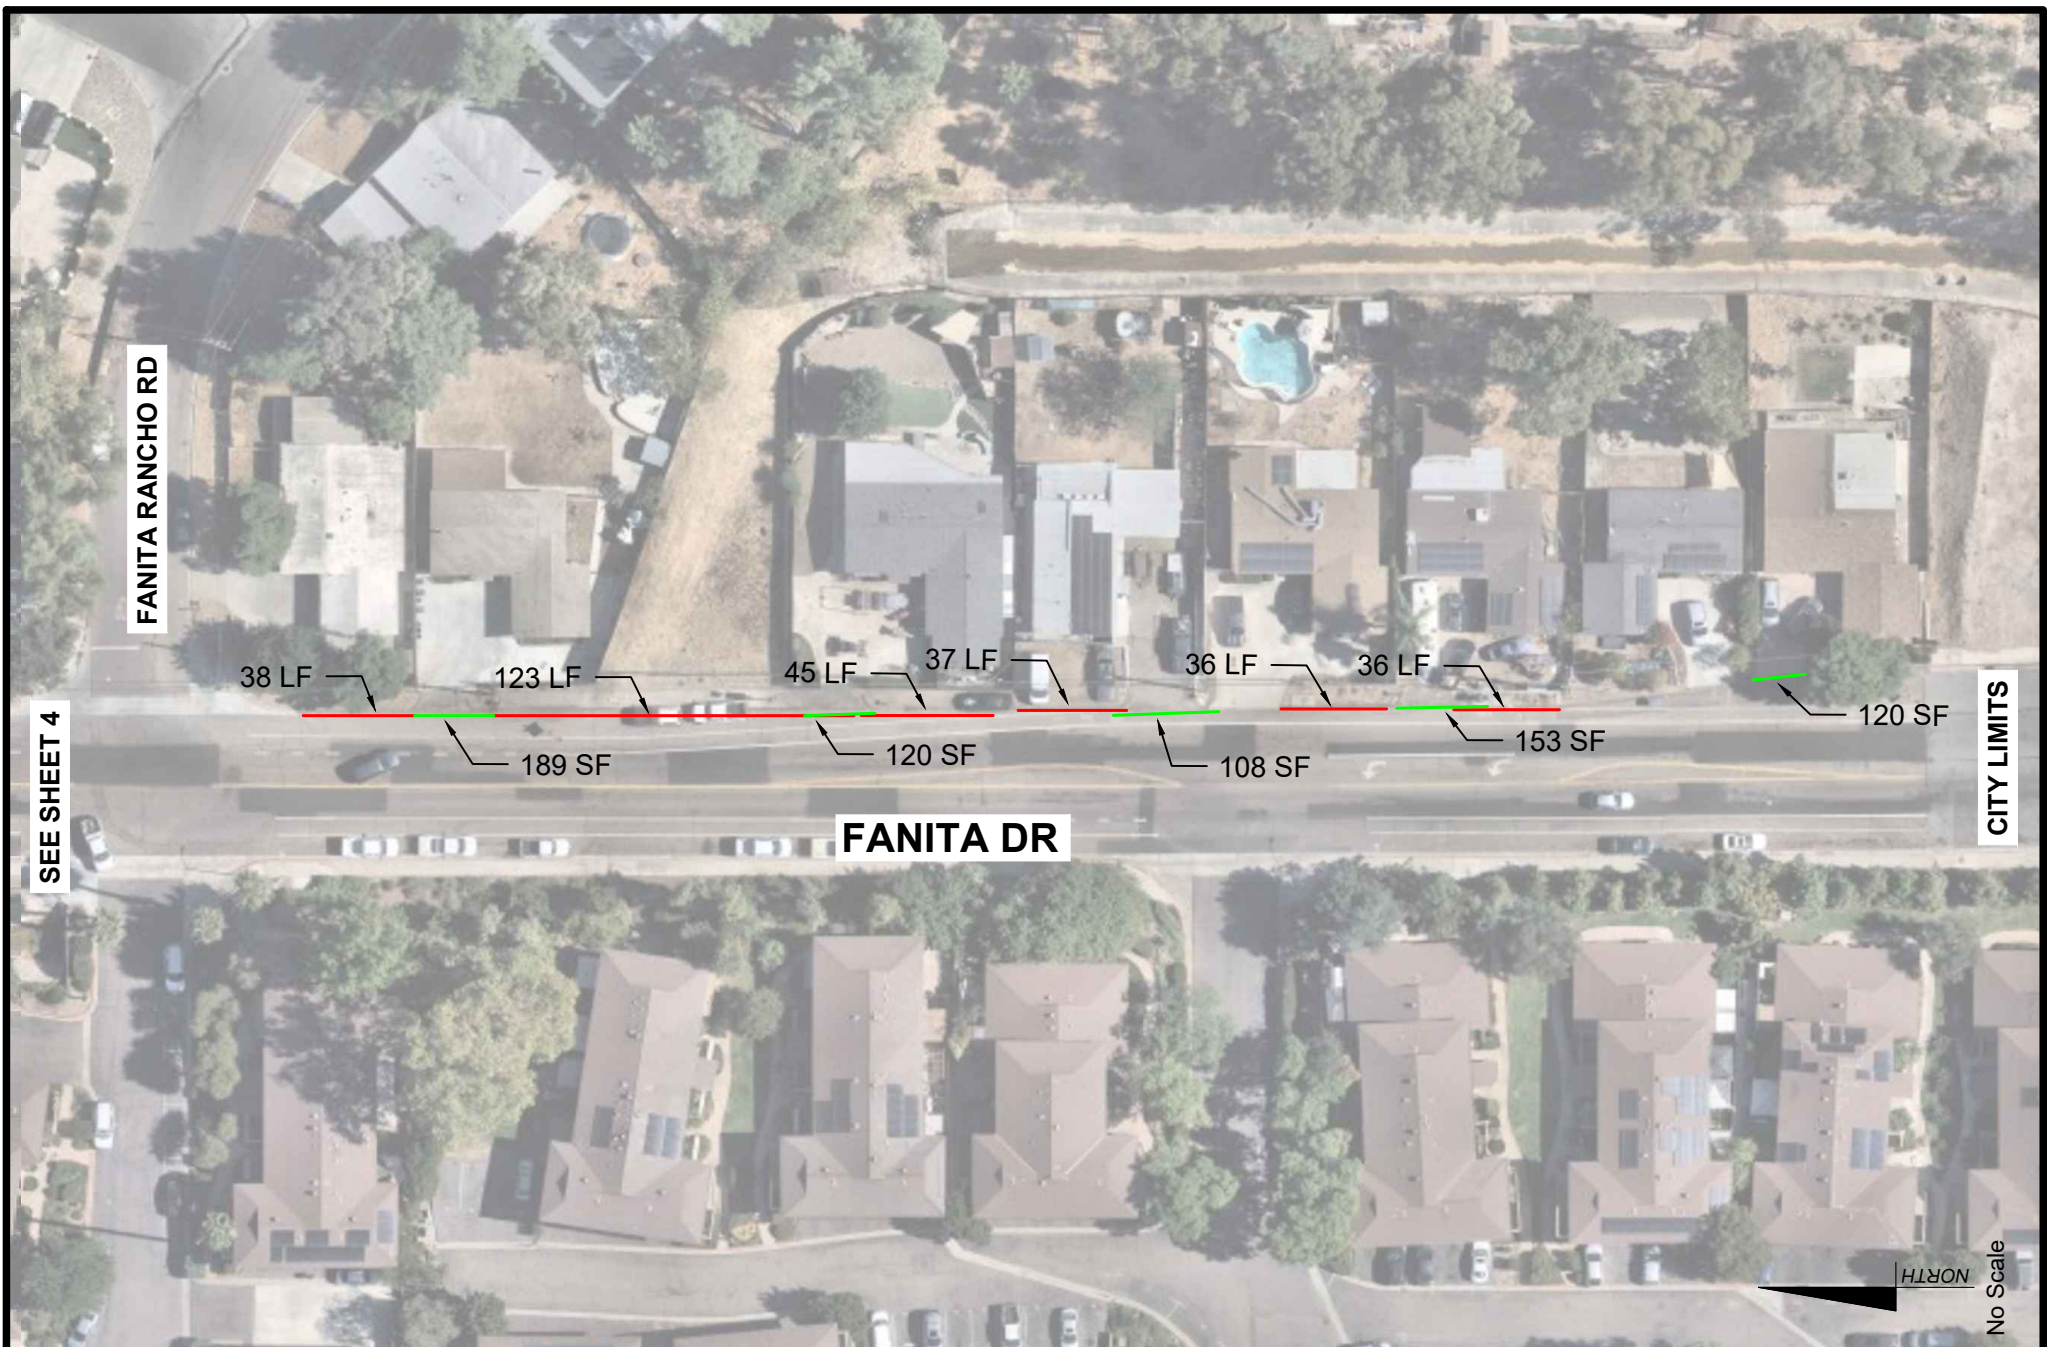 FANITA RANCHO RD
38 LF
123 LF
45 LF
37 LF
36 LF
36 LF
189 SF
120 SF
108 SF
153 SF
120 SF
SEE SHEET 4
FANITA DR
CITY LIMITS
NORTH
No Scale